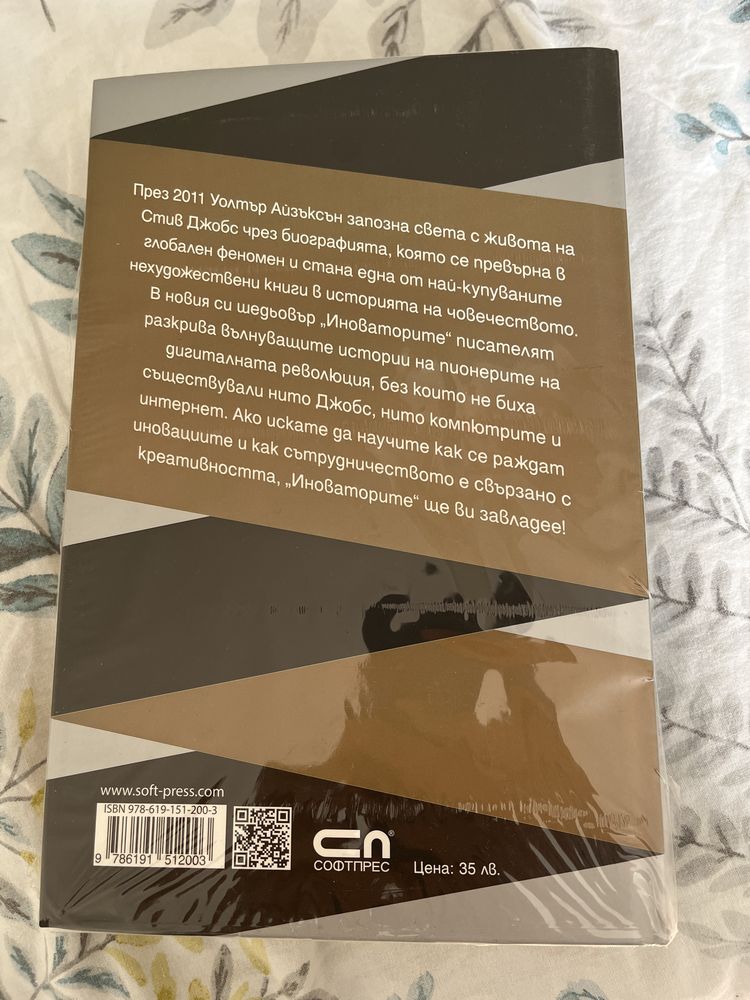 През 2011 Уолтър Айзъксън запозна света с живота на
Стив Джобс чрез биографията, която се превърна в
глобален феномен и стана една от най-купуваните
нехудожествени книги в историята на човечеството.
В новия си шедьовър „Иноваторите“ писателят
разкрива вълнуващите истории на пионерите на
дигиталната революция, без които не биха
съществували нито Джобс, нито компютрите и
интернет. Ако искате да научите как се раждат
иновациите и как сътрудничеството е свързано с
креативността, „Иноваторите“ ще ви завладее!
www.soft-press.com
ISBN 978-619-151-200-3
9 786191 512003
СП®
СОФТПРЕС
Цена: 35 лв.